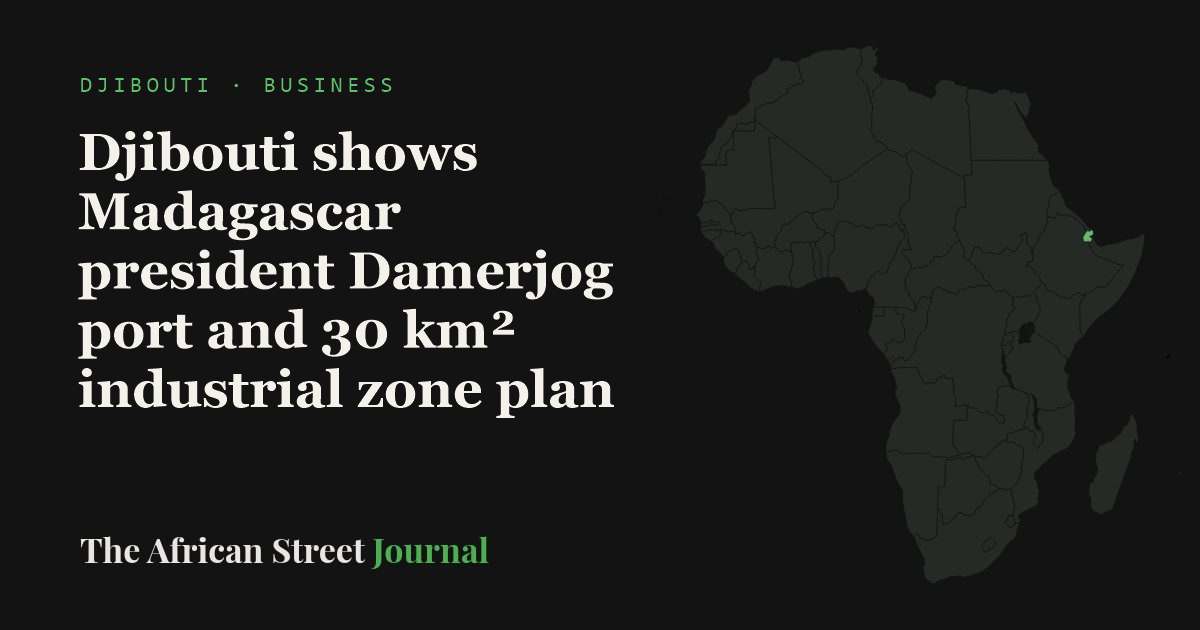 DJIBOUTI · BUSINESS
Djibouti shows
Madagascar
president Damerjog
port and 30 km²
industrial zone plan
The African Street Journal